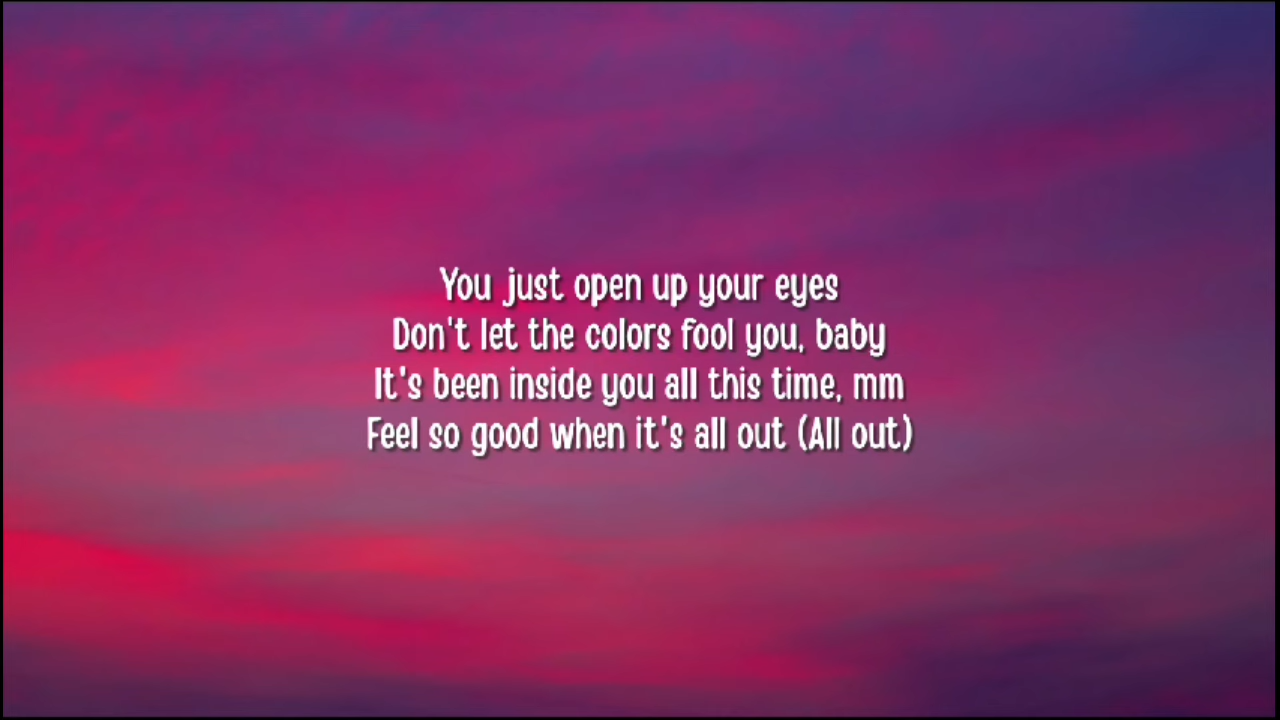 You just open up your eyes
Don't let the colors fool you, baby
It's been inside you all this time, mm
Feel so good when it's all out (All out)